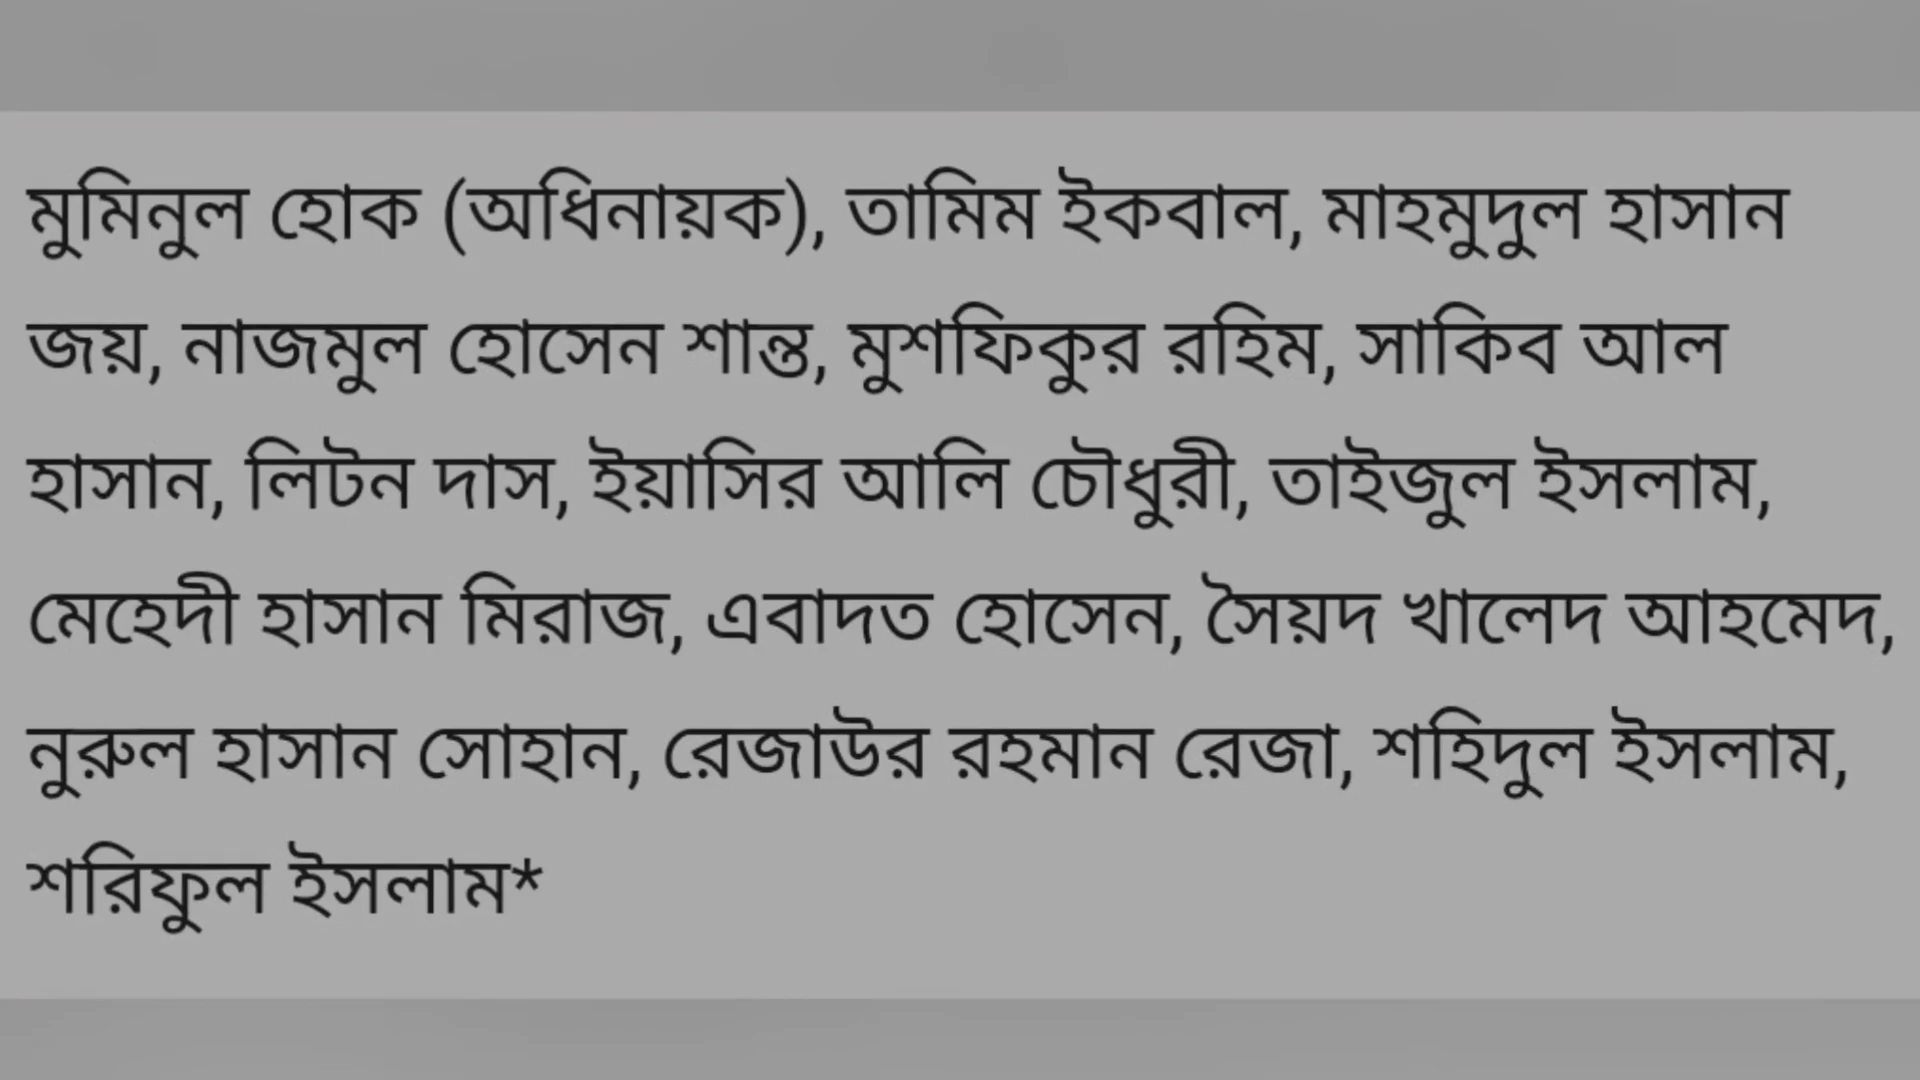 মুমিনুল হোক (অধিনায়ক), তামিম ইকবাল, মাহমুদুল হাসান
জয়, নাজমুল হোসেন শান্ত, মুশফিকুর রহিম, সাকিব আল
হাসান, লিটন দাস, ইয়াসির আলি চৌধুরী, তাইজুল ইসলাম,
মেহেদী হাসান মিরাজ, এবাদত হোসেন, সৈয়দ খালেদ আহমেদ,
নুরুল হাসান সোহান, রেজাউর রহমান রেজা, শহিদুল ইসলাম,
শরিফুল ইসলাম*